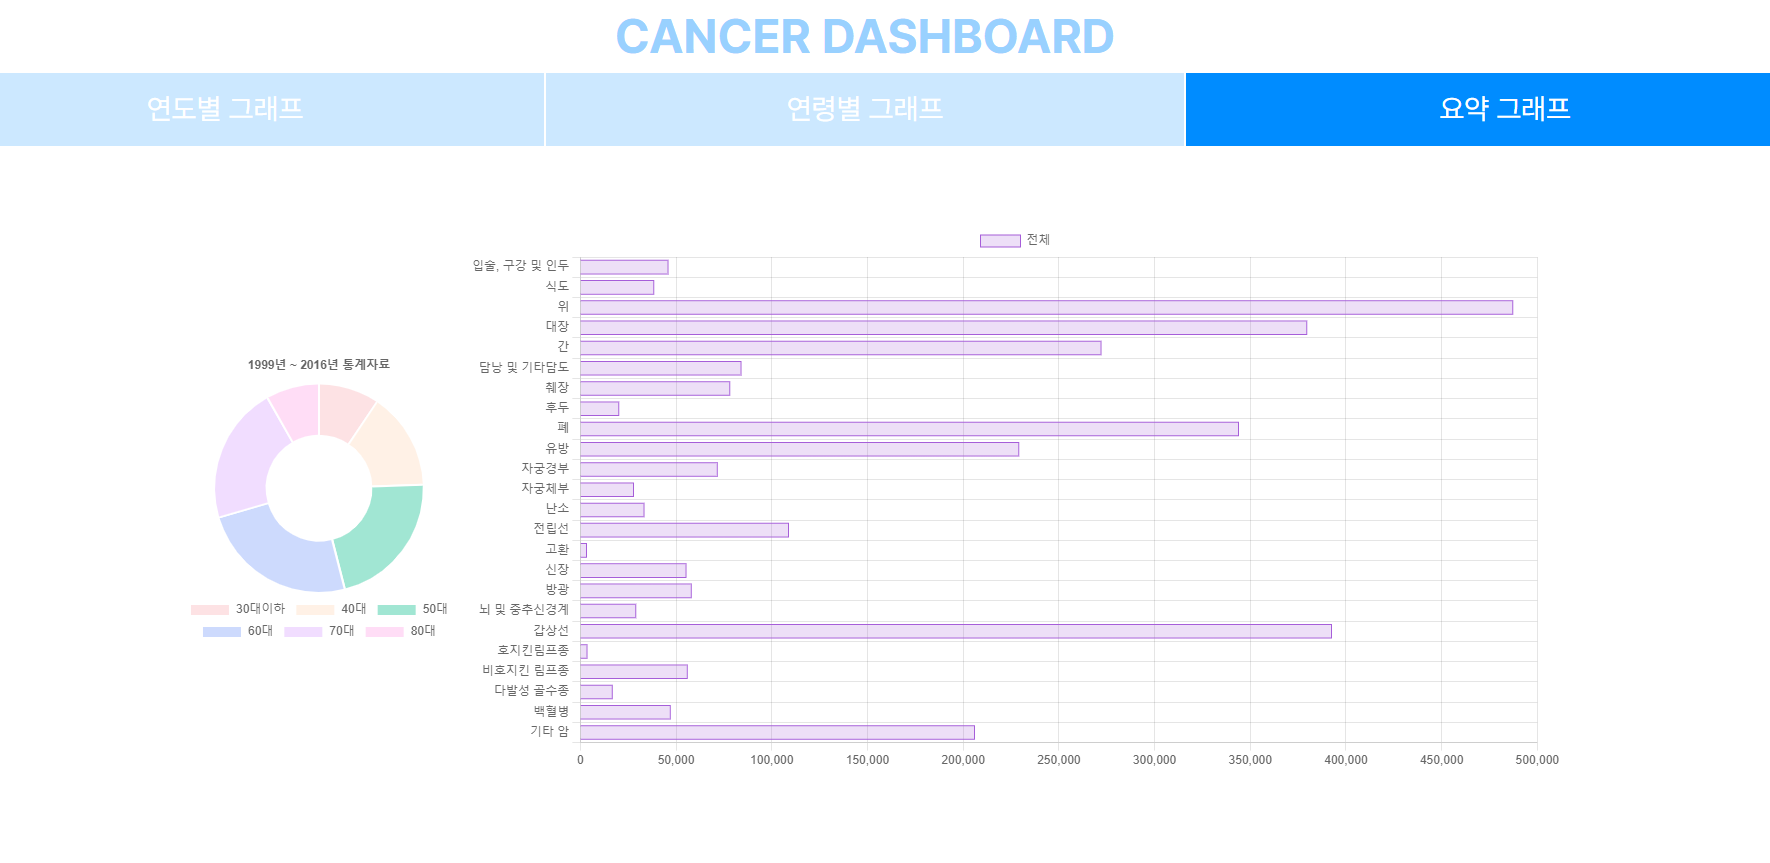 CANCER DASHBOARD
연도별 그래프
연령별 그래프
요약 그래프
1999년 ~ 2016년 통계자료
30대이하 40대 50대
60대 70대 80대
전체
입술, 구강 및 인두
식도
위
대장
간
담낭 및 기타담도
췌장
후두
폐
유방
자궁경부
자궁체부
난소
전립선
고환
신장
방광
뇌 및 중추신경계
갑상선
호지킨림프종
비호지킨 림프종
다발성 골수종
백혈병
기타 암
0 50,000 100,000 150,000 200,000 250,000 300,000 350,000 400,000 450,000 500,000